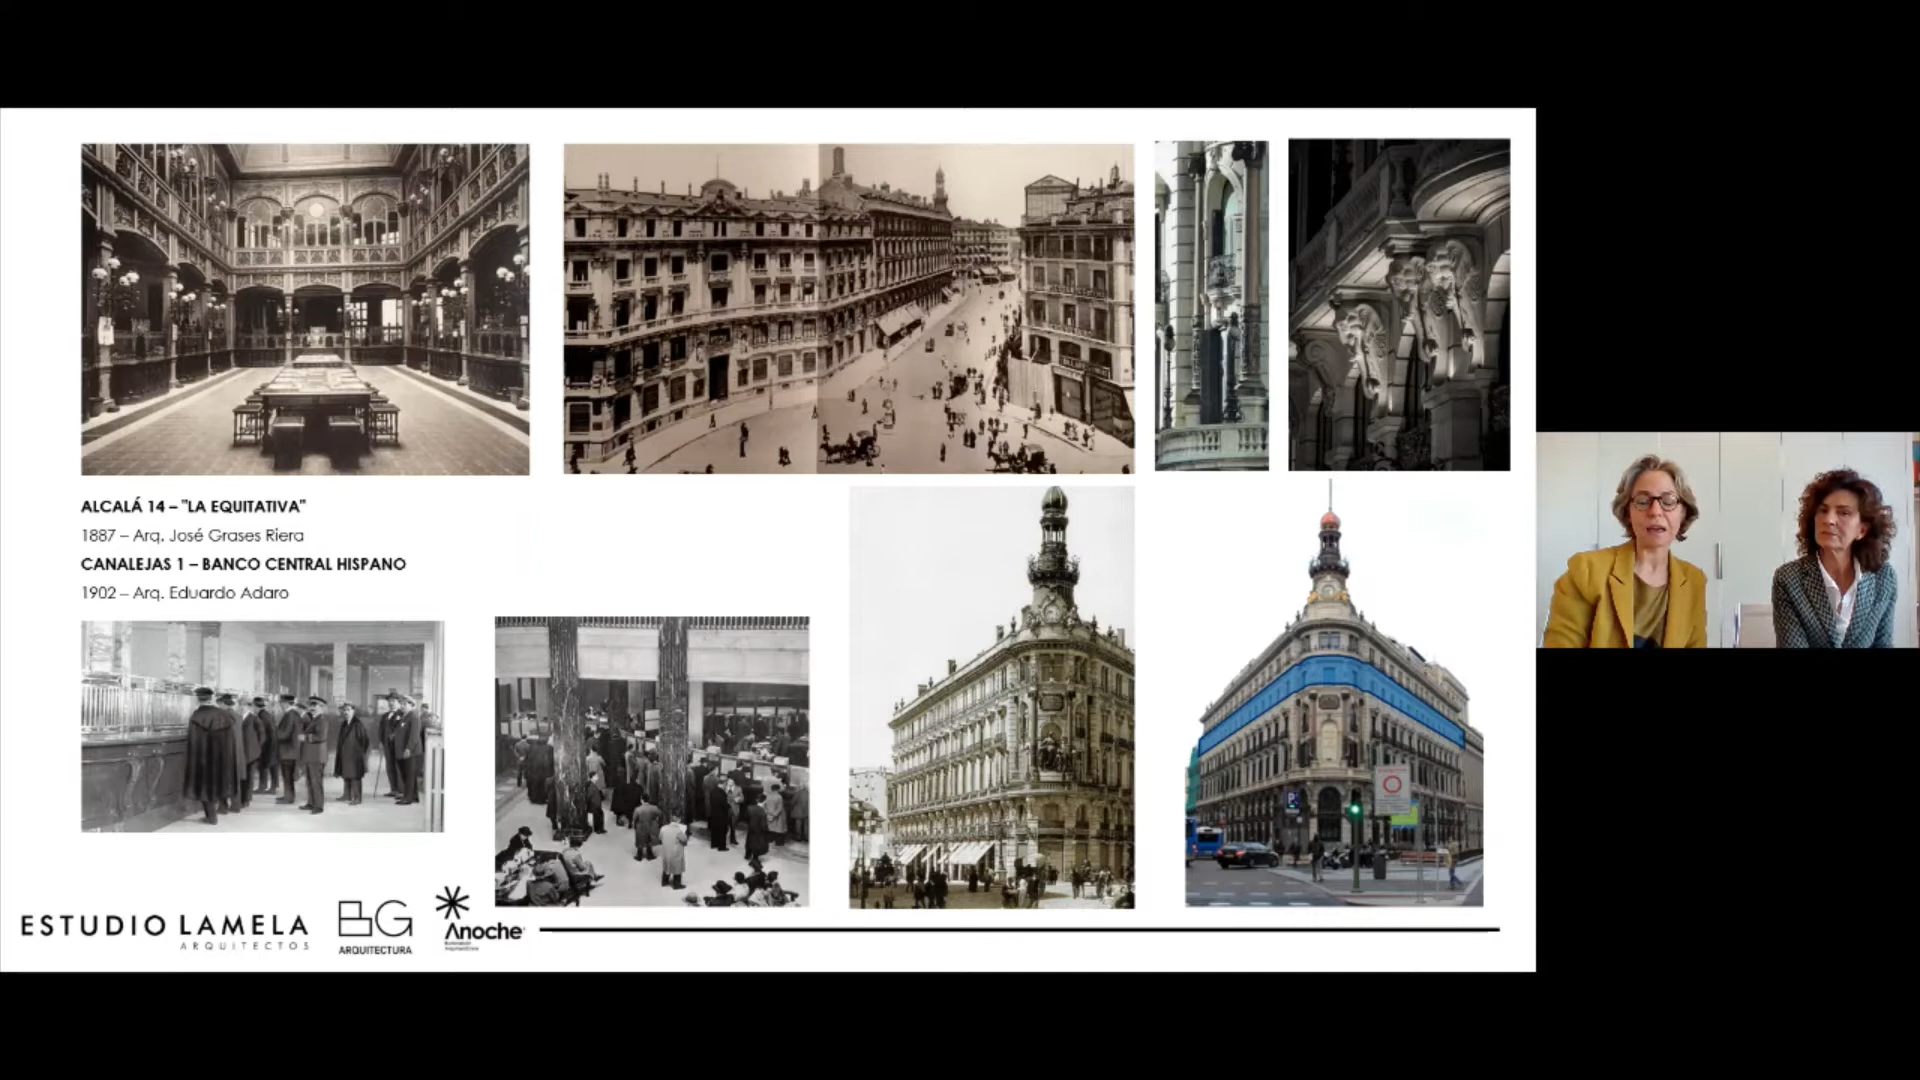 ALCALÁ 14 – "LA EQUITATIVA"
1887 – Arq. José Grases Riera
CANALEJAS 1 – BANCO CENTRAL HISPANO
1902 – Arq. Eduardo Adaro
ESTUDIO LAMELA
ARQUITECTOS
BG
ARQUITECTURA
Anoche